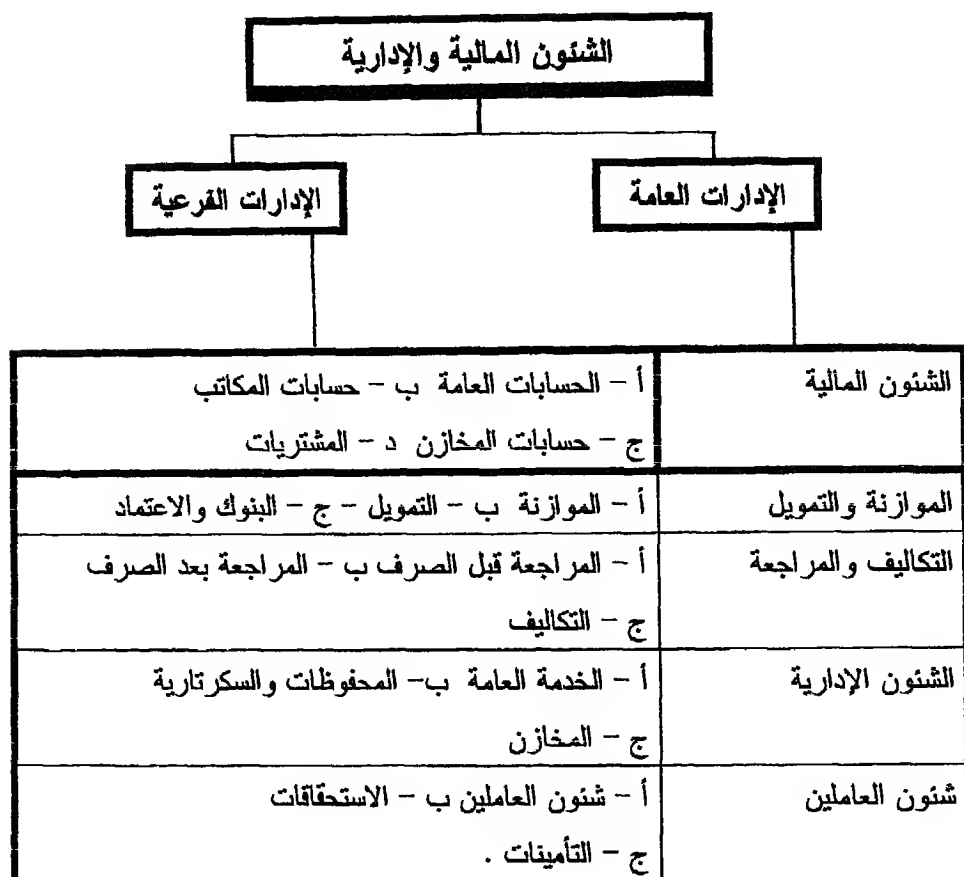 الشئون المالية والإدارية
الإدارات العامة
الإدارات الفرعية
الشئون المالية
أ – الحسابات العامة ب – حسابات المكاتب
ج – حسابات المخازن د – المشتريات
الموازنة والتمويل
أ – الموازنة ب – التمويل – ج – البنوك والاعتماد
التكاليف والمراجعة
أ – المراجعة قبل الصرف ب – المراجعة بعد الصرف
ج – التكاليف
الشئون الإدارية
أ – الخدمة العامة ب– المحفوظات والسكرتارية
ج – المخازن
شئون العاملين
أ – شئون العاملين ب – الاستحقاقات
ج – التأمينات .